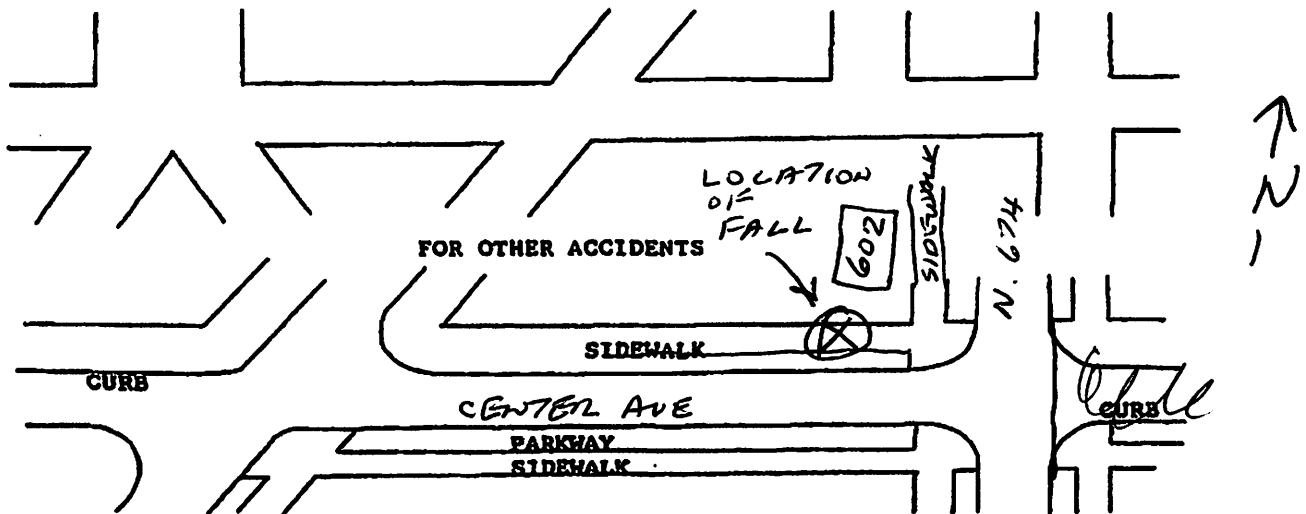 LOCATION
OF
FALL
602
SIDEWALK
N. 674
N
FOR OTHER ACCIDENTS
SIDEWALK
CURB
CENTER AVE
CURB
PARKWAY
SIDEWALK